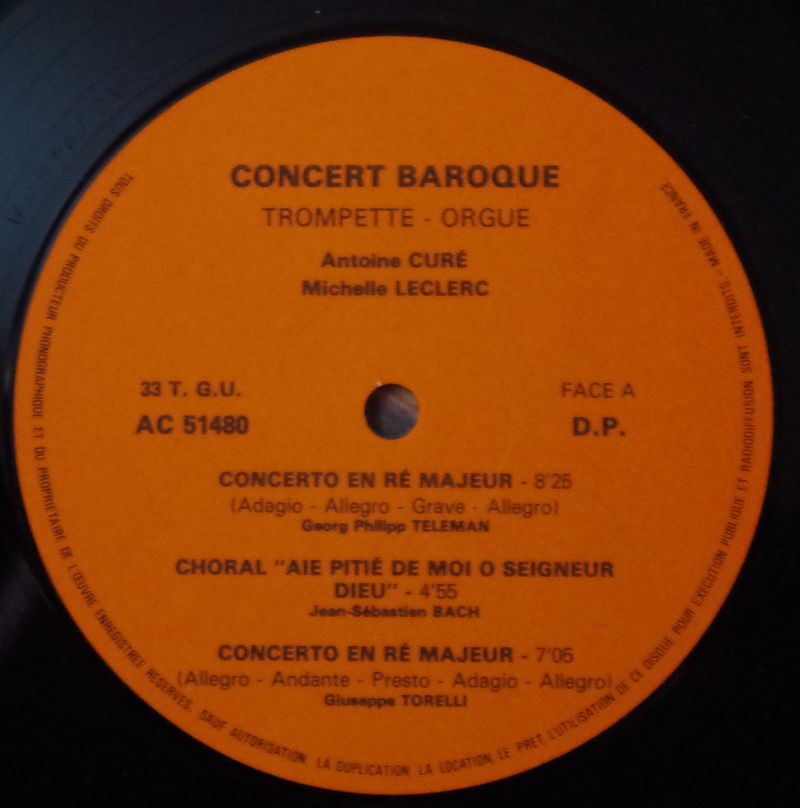 CONCERT BAROQUE
TROMPETTE - ORGUE
Antoine CURÉ
Michelle LECLERC
33 T. G.U.
AC 51480
FACE A
D.P.
CONCERTO EN RÉ MAJEUR - 8'25
(Adagio - Allegro - Grave - Allegro)
Georg Philipp TELEMAN
CHORAL "AIE PITIÉ DE MOI O SEIGNEUR
DIEU" - 4'55
Jean-Sébastien BACH
CONCERTO EN RÉ MAJEUR - 7'05
(Allegro - Andante - Presto - Adagio - Allegro)
Giuseppe TORELLI
TOUS DROITS DU PRODUCTEUR PHONOGRAPHIQUE ET DU PROPRIETAIRE DE L'ŒUVRE ENREGISTREE RESERVES. SAUF AUTORISATION, LA DUPLICATION, LA LOCATION, LE PRET, L'UTILISATION DE CE DISQUE POUR EXECUTION PUBLIQUE ET RADIODIFFUSION SONT INTERDITS. - MADE IN FRANCE